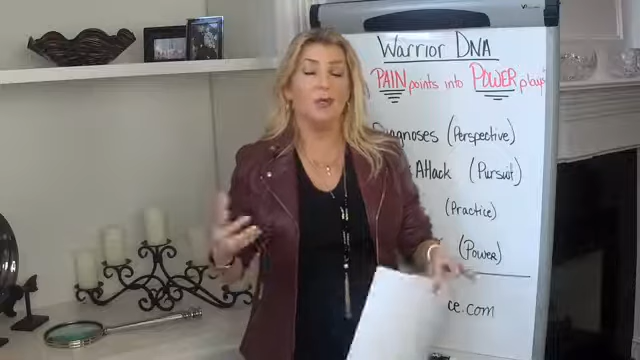 Warrior DNA
PAIN points into POWER plays
Diagnoses (Perspective)
Attack (Pursuit)
(Practice)
(Power)
ce.com